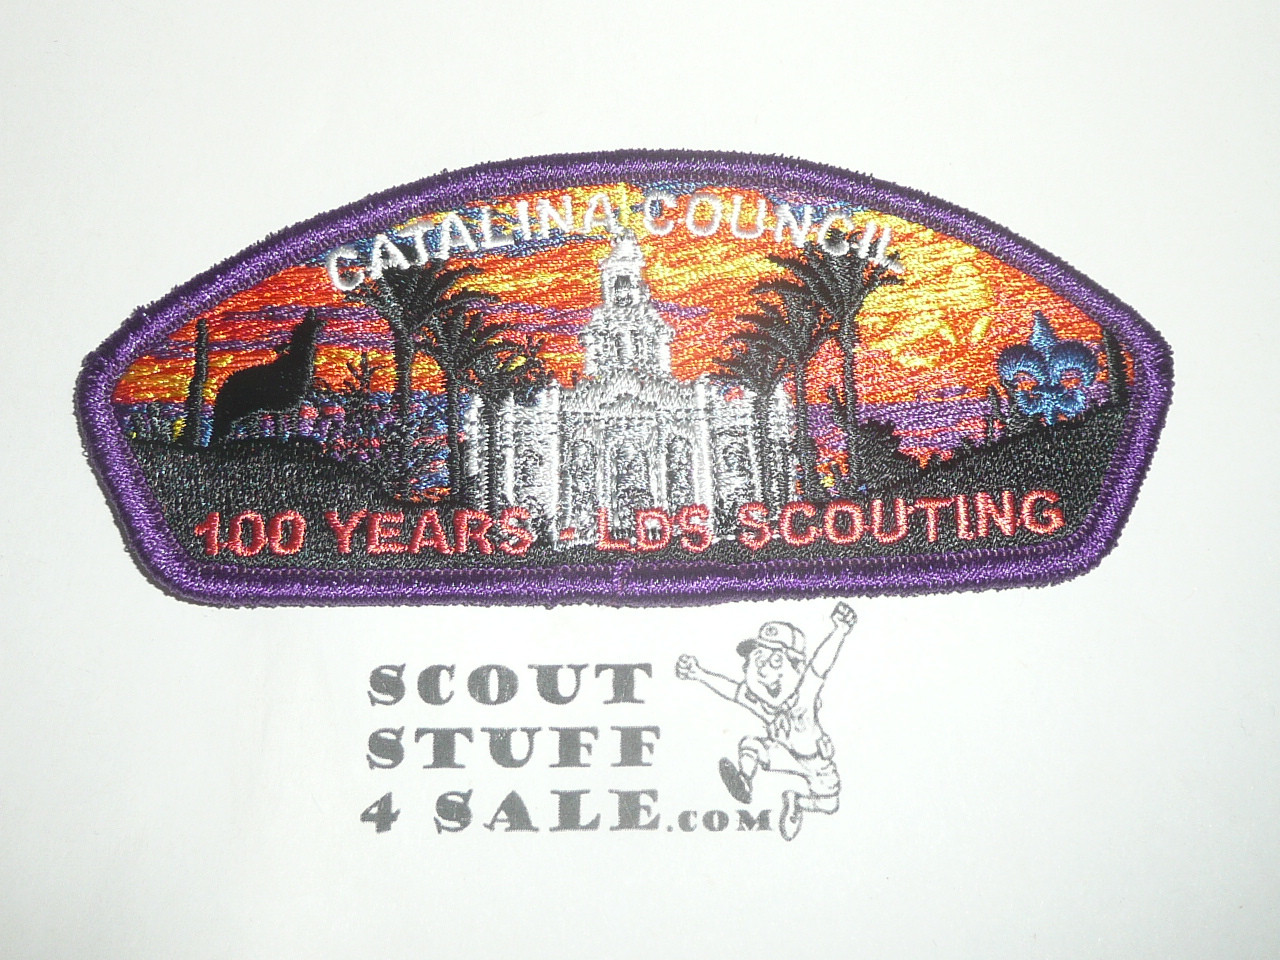 CATALINA COUNCIL
100 YEARS - LDS SCOUTING
SCOUT
STUFF
4 SALE.COM